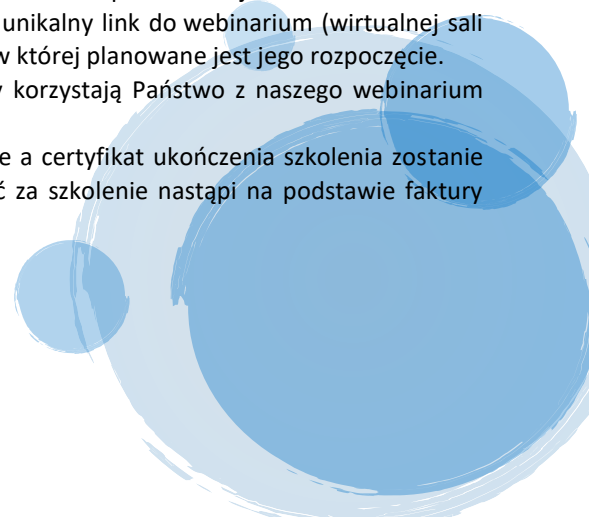 unikalny link do webinarium (wirtualnej sali
w której planowane jest jego rozpoczęcie.
korzystają Państwo z naszego webinarium
e a certyfikat ukończenia szkolenia zostanie
ć za szkolenie nastąpi na podstawie faktury